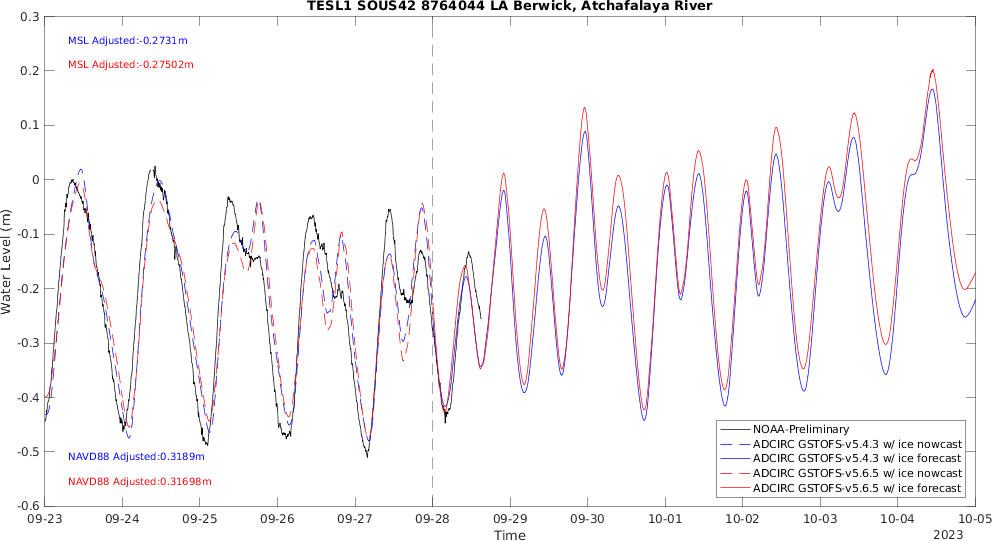 TESL1 SOUS42 8764044 LA Berwick, Atchafalaya River
0.3
0.2
0.1
0
-0.1
-0.2
-0.3
-0.4
-0.5
-0.6
Water Level (m)
MSL Adjusted:-0.2731m
MSL Adjusted:-0.27502m
NAVD88 Adjusted:0.3189m
NAVD88 Adjusted:0.31698m
NOAA-Preliminary
ADCIRC GSTOFS-v5.4.3 w/ ice nowcast
ADCIRC GSTOFS-v5.4.3 w/ ice forecast
ADCIRC GSTOFS-v5.6.5 w/ ice nowcast
ADCIRC GSTOFS-v5.6.5 w/ ice forecast
09-23 09-24 09-25 09-26 09-27 09-28 09-29 09-30 10-01 10-02 10-03 10-04 10-05
Time
2023